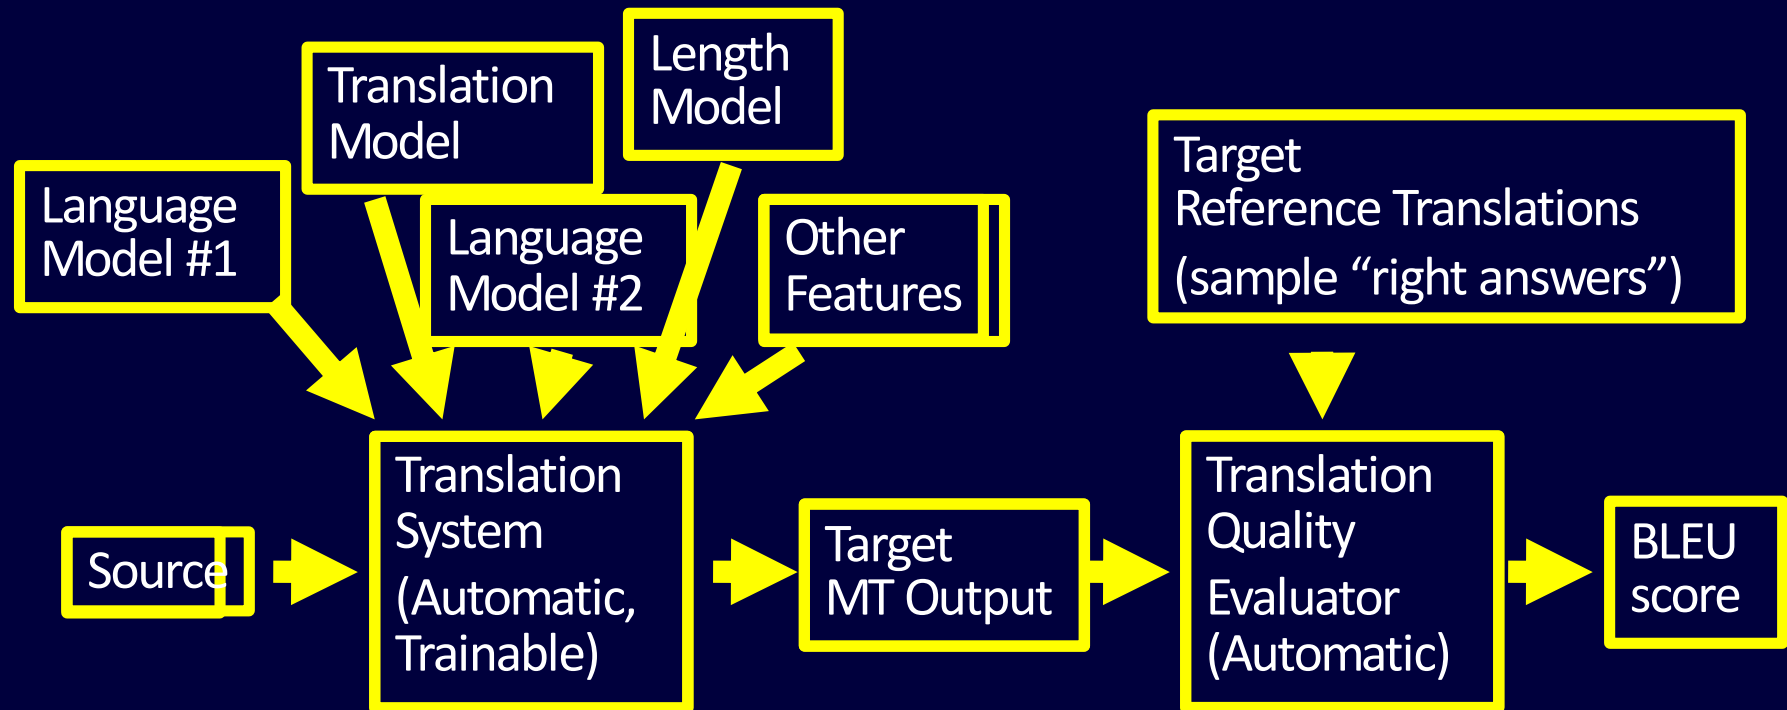 Length
Model
Translation
Model
Language
Model #1
Language
Model #2
Other
Features
Target
Reference Translations
(sample “right answers”)
Source
Translation
System
(Automatic,
Trainable)
Target
MT Output
Translation
Quality
Evaluator
(Automatic)
BLEU
score